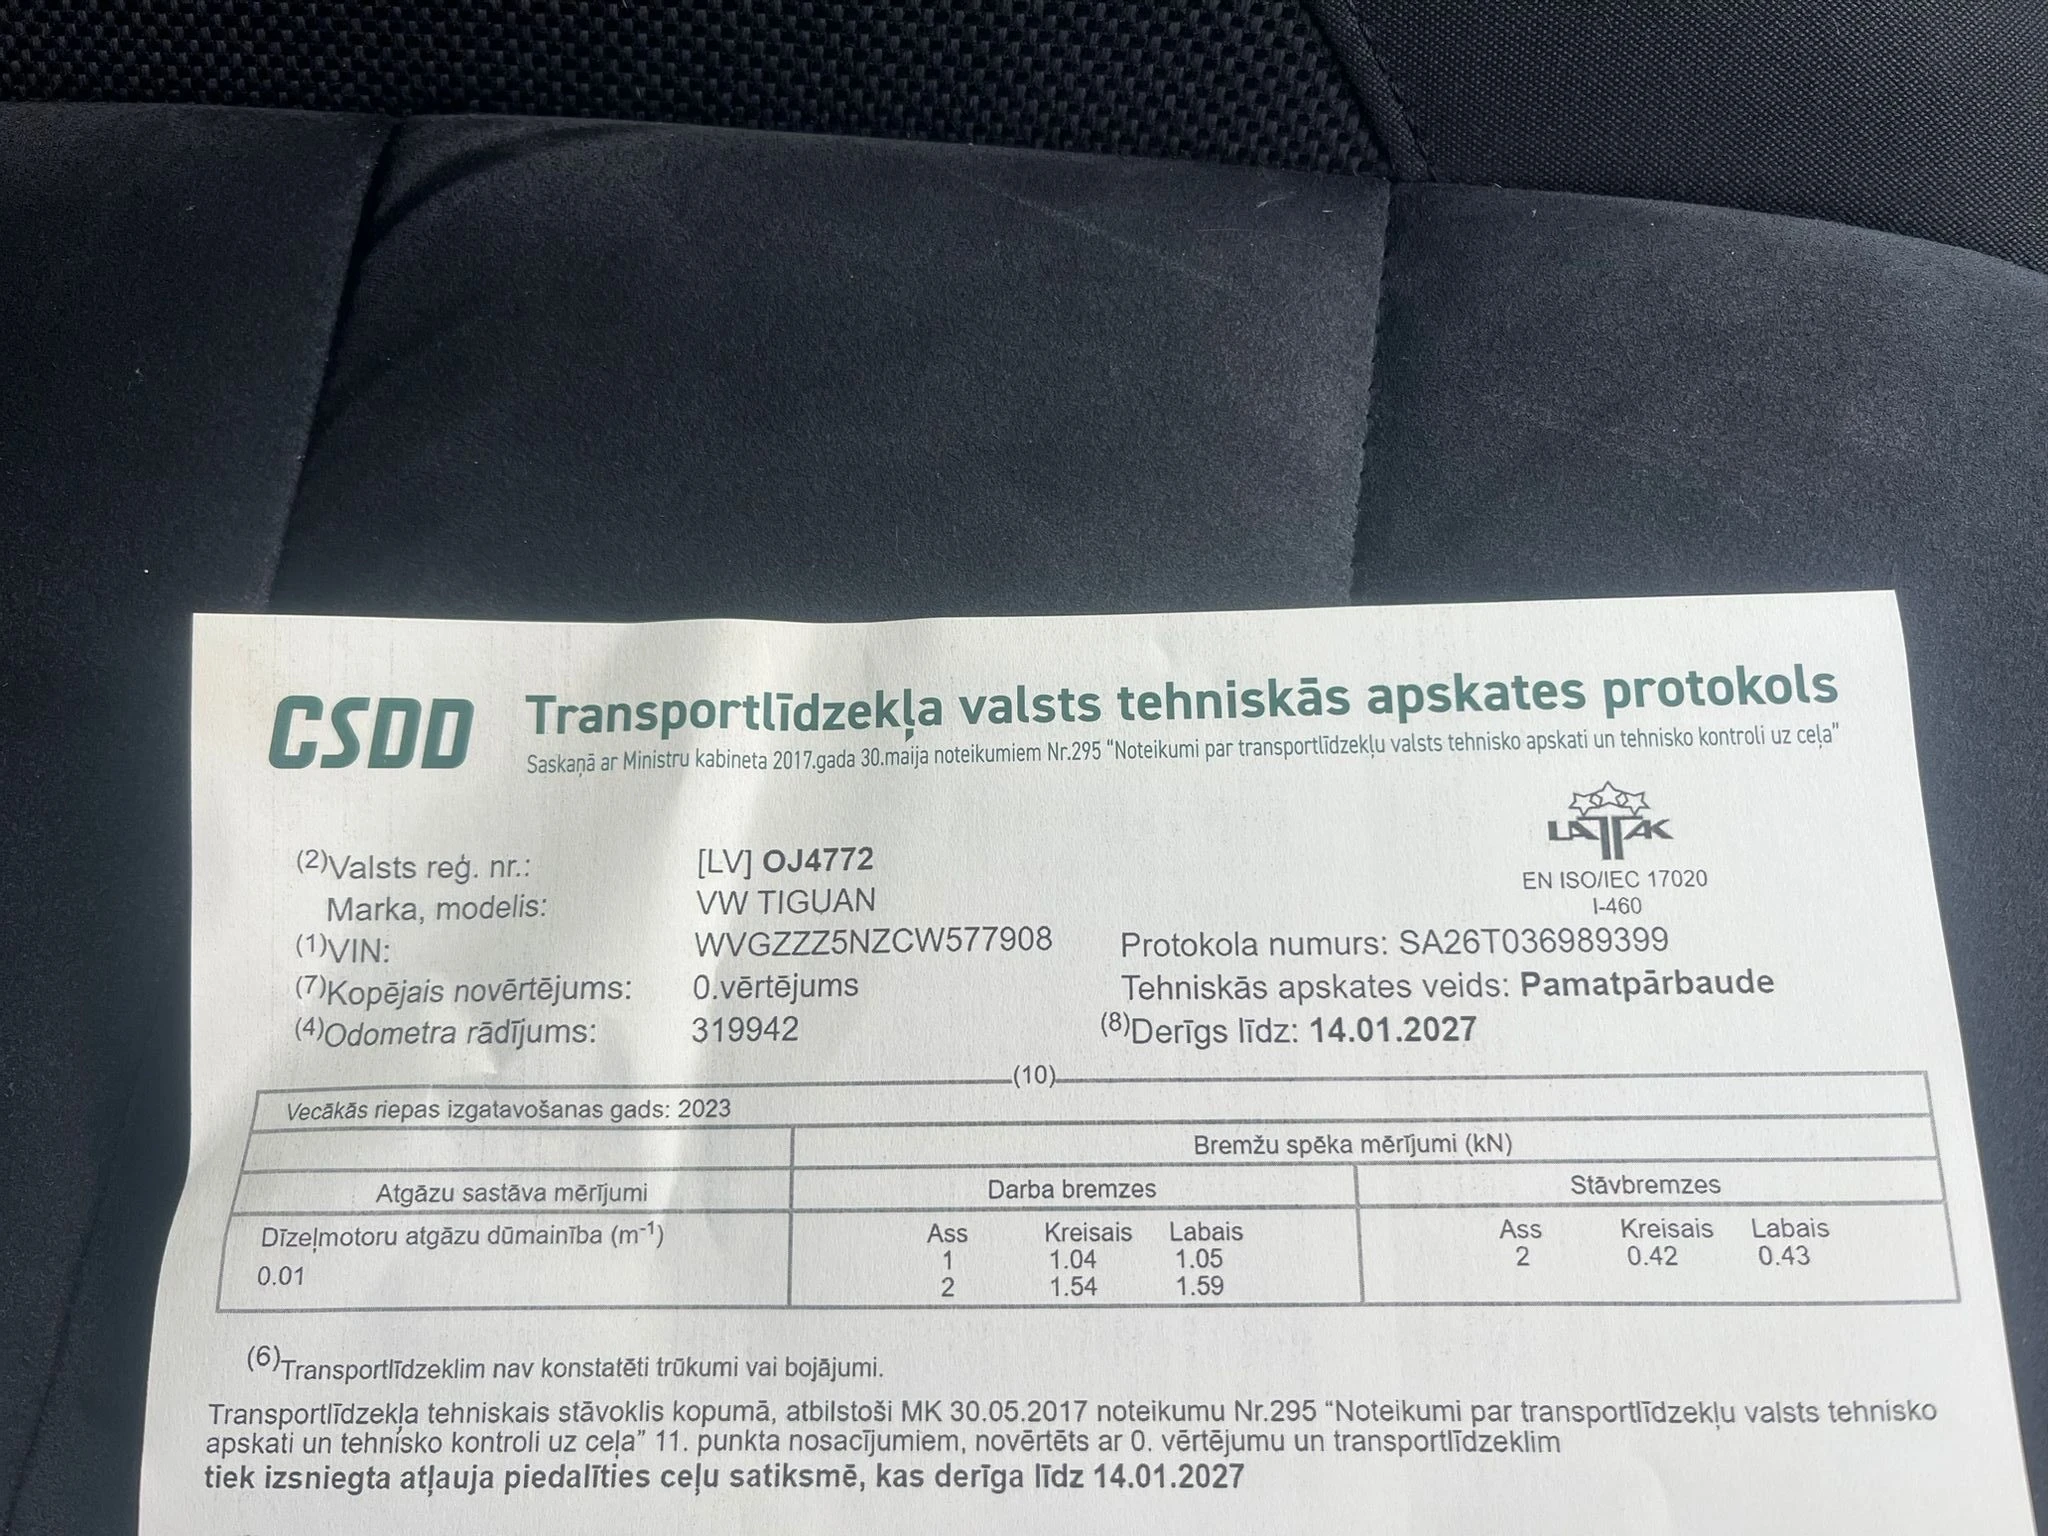 CSDD
Transportlīdzekļa valsts tehniskās apskates protokols
Saskaņā ar Ministru kabineta 2017.gada 30.maija noteikumiem Nr.295 "Noteikumi par transportlīdzekļu valsts tehnisko apskati un tehnisko kontroli uz ceļa"
LATAK
EN ISO/IEC 17020
I-460
(2)Valsts reģ. nr.: [LV] OJ4772
Marka, modelis: VW TIGUAN
(1)VIN: WVGZZZ5NZCW577908 Protokola numurs: SA26T036989399
(7)Kopējais novērtējums: 0.vērtējums Tehniskās apskates veids: Pamatpārbaude
(4)Odometra rādījums: 319942 (8)Derīgs līdz: 14.01.2027
(10)
Vecākās riepas izgatavošanas gads: 2023
Bremžu spēka mērījumi (kN)
Atgāzu sastāva mērījumi Darba bremzes Stāvbremzes
Dīzeļmotoru atgāzu dūmainība (m-1) Ass Kreisais Labais Ass Kreisais Labais
0.01 1 1.04 1.05 2 0.42 0.43
2 1.54 1.59
(6)Transportlīdzeklim nav konstatēti trūkumi vai bojājumi.
Transportlīdzekļa tehniskais stāvoklis kopumā, atbilstoši MK 30.05.2017 noteikumu Nr.295 "Noteikumi par transportlīdzekļu valsts tehnisko
apskati un tehnisko kontroli uz ceļa" 11. punkta nosacījumiem, novērtēts ar 0. vērtējumu un transportlīdzeklim
tiek izsniegta atļauja piedalīties ceļu satiksmē, kas derīga līdz 14.01.2027